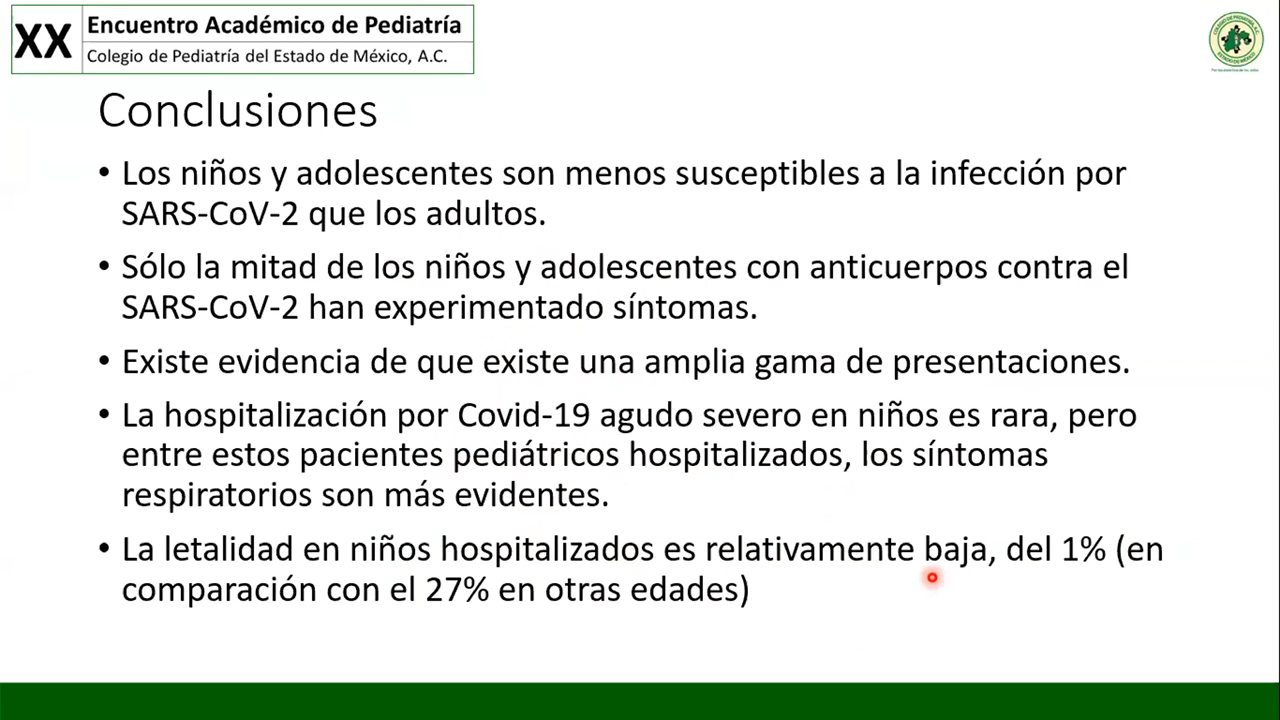 XX
Encuentro Académico de Pediatría
Colegio de Pediatría del Estado de México, A.C.
Conclusiones
• Los niños y adolescentes son menos susceptibles a la infección por
SARS-CoV-2 que los adultos.
• Sólo la mitad de los niños y adolescentes con anticuerpos contra el
SARS-CoV-2 han experimentado síntomas.
• Existe evidencia de que existe una amplia gama de presentaciones.
• La hospitalización por Covid-19 agudo severo en niños es rara, pero
entre estos pacientes pediátricos hospitalizados, los síntomas
respiratorios son más evidentes.
• La letalidad en niños hospitalizados es relativamente baja, del 1% (en
comparación con el 27% en otras edades)